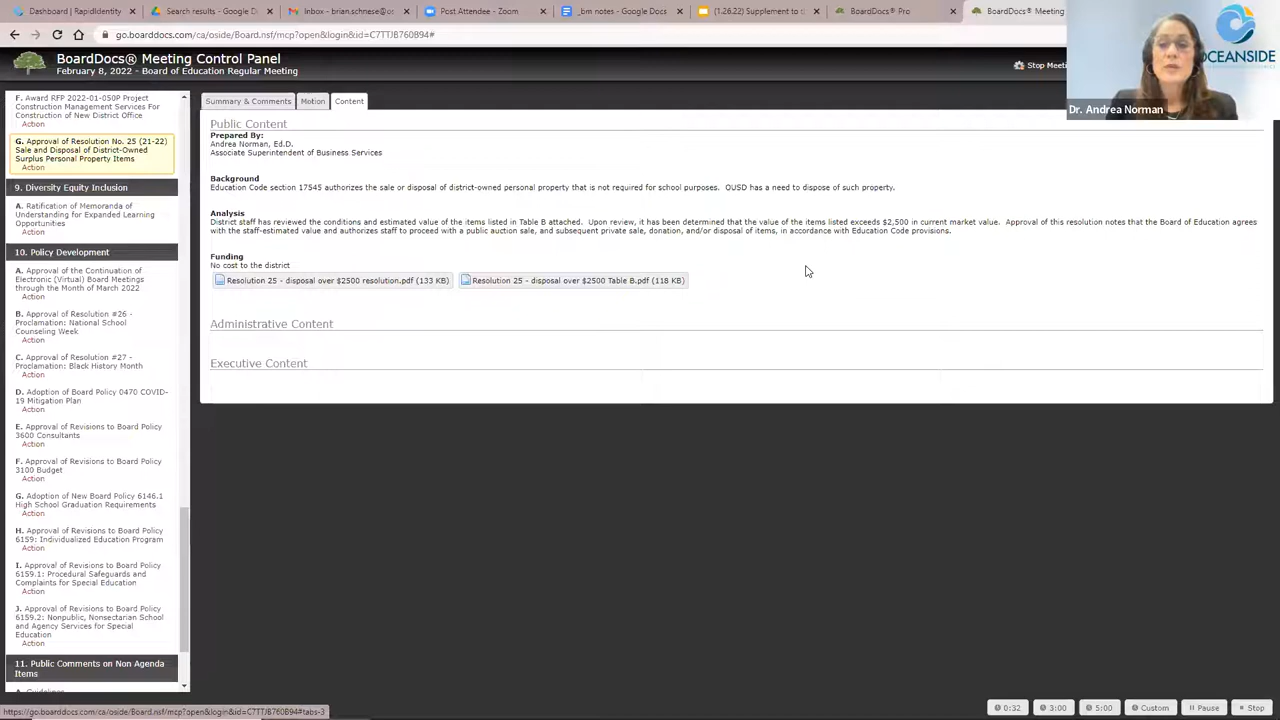 Dashboard | RapidIdentity
Search results - Google D
Inbox - brian.schnese@oc
Post Attendee - Zoom
_bm notes - Google Docs
(1.26.22) Supplement to t
BoardDocs® Pro
BoardDocs® Meeting
go.boarddocs.com/ca/oside/Board.nsf/mcp?open&login&id=C7TTJB760B94#
BoardDocs® Meeting Control Panel
February 8, 2022 - Board of Education Regular Meeting
Stop Meeti
OCEANSIDE
Dr. Andrea Norman
F. Award RFP 2022-01-050P Project
Construction Management Services For
Construction of New District Office
Action
G. Approval of Resolution No. 25 (21-22)
Sale and Disposal of District-Owned
Surplus Personal Property Items
Action
9. Diversity Equity Inclusion
A. Ratification of Memorandum of
Understanding for Expanded Learning
Opportunities
Action
10. Policy Development
A. Approval of the Continuation of
Electronic (Virtual) Board Meetings
through the Month of March 2022
Action
B. Approval of Resolution #26 -
Proclamation: National School
Counseling Week
Action
C. Approval of Resolution #27 -
Proclamation: Black History Month
Action
D. Adoption of Board Policy 0470 COVID-
19 Mitigation Plan
Action
E. Approval of Revisions to Board Policy
3600 Consultants
Action
F. Approval of Revisions to Board Policy
3100 Budget
Action
G. Adoption of New Board Policy 6146.1
High School Graduation Requirements
Action
H. Approval of Revisions to Board Policy
6159: Individualized Education Program
Action
I. Approval of Revisions to Board Policy
6159.1: Procedural Safeguards and
Complaints for Special Education
Action
J. Approval of Revisions to Board Policy
6159.2: Nonpublic, Nonsectarian School
and Agency Services for Special
Education
Action
11. Public Comments on Non Agenda
Items
A. Guidelines
Summary & Comments
Motion
Content
Public Content
Prepared By:
Andrea Norman, Ed.D.
Associate Superintendent of Business Services
Background
Education Code section 17545 authorizes the sale or disposal of district-owned personal property that is not required for school purposes. OUSD has a need to dispose of such property.
Analysis
District staff has reviewed the conditions and estimated value of the items listed in Table B attached. Upon review, it has been determined that the value of the items listed exceeds $2,500 in current market value. Approval of this resolution notes that the Board of Education agrees
with the staff-estimated value and authorizes staff to proceed with a public auction sale, and subsequent private sale, donation, and/or disposal of items, in accordance with Education Code provisions.
Funding
No cost to the district
Resolution 25 - disposal over $2500 resolution.pdf (133 KB)
Resolution 25 - disposal over $2500 Table B.pdf (118 KB)
Administrative Content
Executive Content
https://go.boarddocs.com/ca/oside/Board.nsf/mcp?open&login&id=C7TTJB760B94#tabs-3
0:32
3:00
5:00
Custom
Pause
Stop